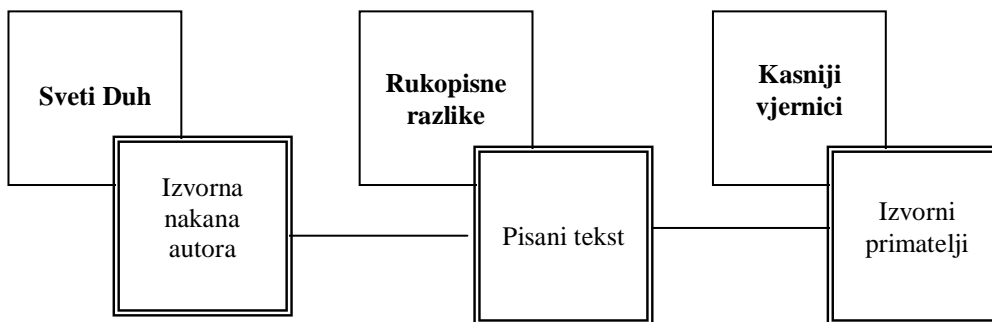 Sveti Duh
Rukopisne
razlike
Kasniji
vjernici
Izvorna
nakana
autora
Pisani tekst
Izvorni
primatelji